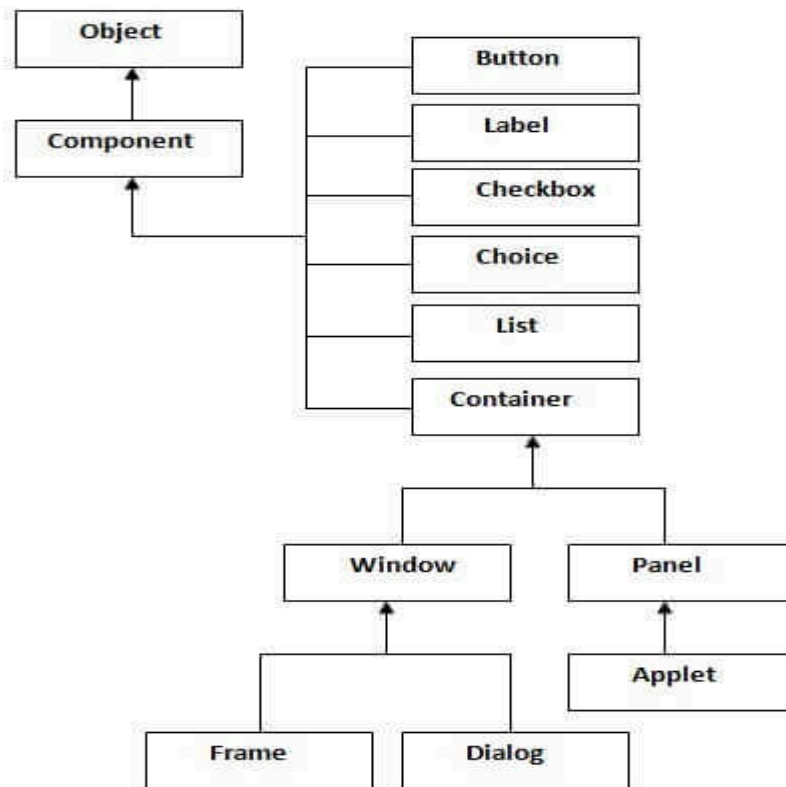 Object
Component
Button
Label
Checkbox
Choice
List
Container
Window
Panel
Applet
Frame
Dialog